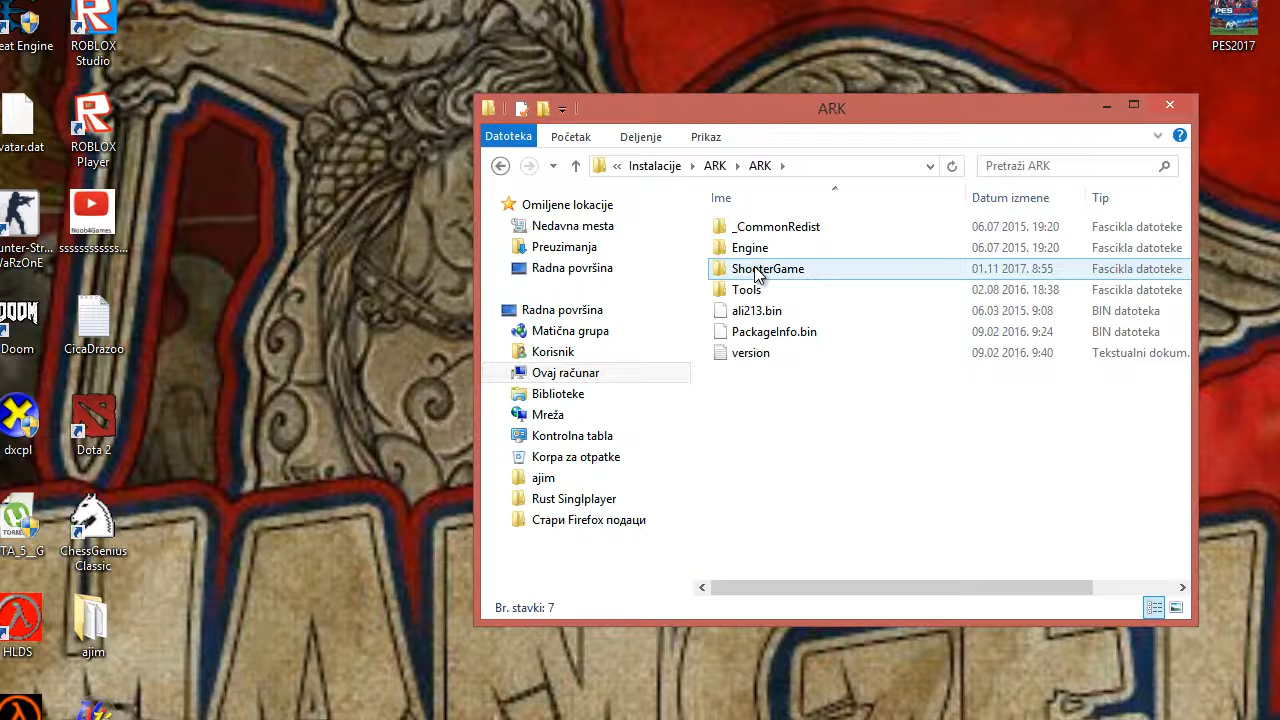 eat Engine
ROBLOX
Studio
vatar.dat
ROBLOX
Player
unter-Str...
WaRzOnE
Noob4Games
sssssssssssss...
DOOM
Doom
CicaDrazoo
dxcpl
Dota 2
TA_5__G
ChessGenius
Classic
HLDS
ajim
PES2017
PES2017
ARK
Datoteka
Početak
Deljenje
Prikaz
Instalacije
ARK
ARK
Pretraži ARK
Omiljene lokacije
Nedavna mesta
Preuzimanja
Radna površina
Radna površina
Matična grupa
Korisnik
Ovaj računar
Biblioteke
Mreža
Kontrolna tabla
Korpa za otpatke
ajim
Rust Singlplayer
Стари Firefox подаци
Ime Datum izmene Tip
_CommonRedist 06.07 2015. 19:20 Fascikla datoteke
Engine 06.07 2015. 19:20 Fascikla datoteke
ShooterGame 01.11 2017. 8:55 Fascikla datoteke
Tools 02.08 2016. 18:38 Fascikla datoteke
ali213.bin 06.03 2015. 9:08 BIN datoteka
PackageInfo.bin 09.02 2016. 9:24 BIN datoteka
version 09.02 2016. 9:40 Tekstualni dokum...
Br. stavki: 7